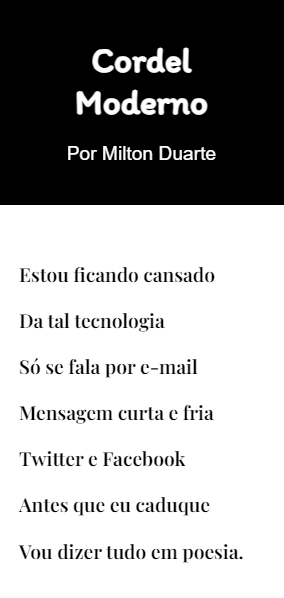 Cordel
Moderno
Por Milton Duarte
Estou ficando cansado
Da tal tecnologia
Só se fala por e-mail
Mensagem curta e fria
Twitter e Facebook
Antes que eu caduque
Vou dizer tudo em poesia.